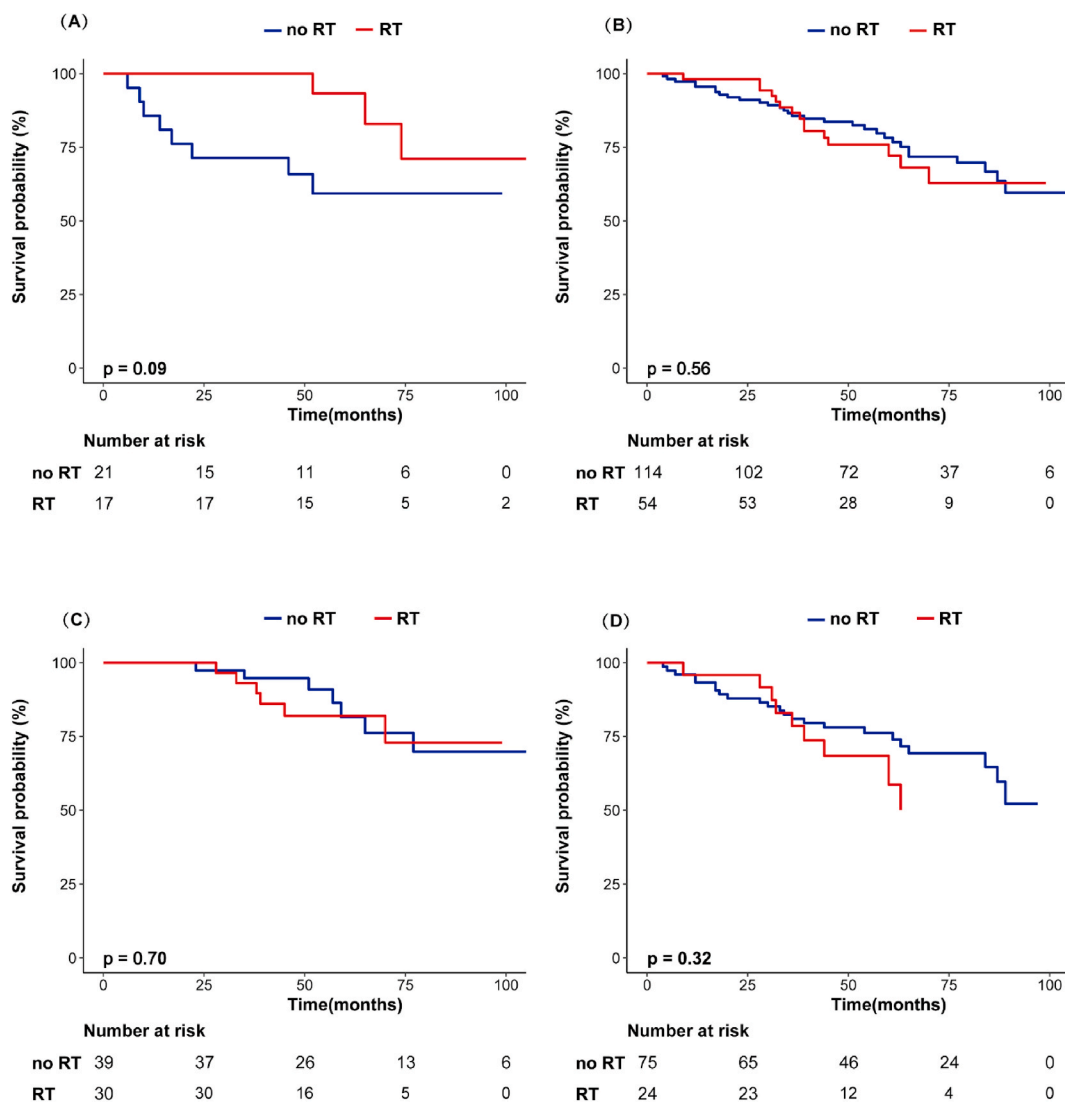 (A)
no RT RT
Survival probability (%)
100
75
50
25
0
p = 0.09
0 25 50 75 100
Time(months)
Number at risk
no RT 21 15 11 6 0
RT 17 17 15 5 2
(B)
no RT RT
Survival probability (%)
100
75
50
25
0
p = 0.56
0 25 50 75 100
Time(months)
Number at risk
no RT 114 102 72 37 6
RT 54 53 28 9 0
(C)
no RT RT
Survival probability (%)
100
75
50
25
0
p = 0.70
0 25 50 75 100
Time(months)
Number at risk
no RT 39 37 26 13 6
RT 30 30 16 5 0
(D)
no RT RT
Survival probability (%)
100
75
50
25
0
p = 0.32
0 25 50 75 100
Time(months)
Number at risk
no RT 75 65 46 24 0
RT 24 23 12 4 0